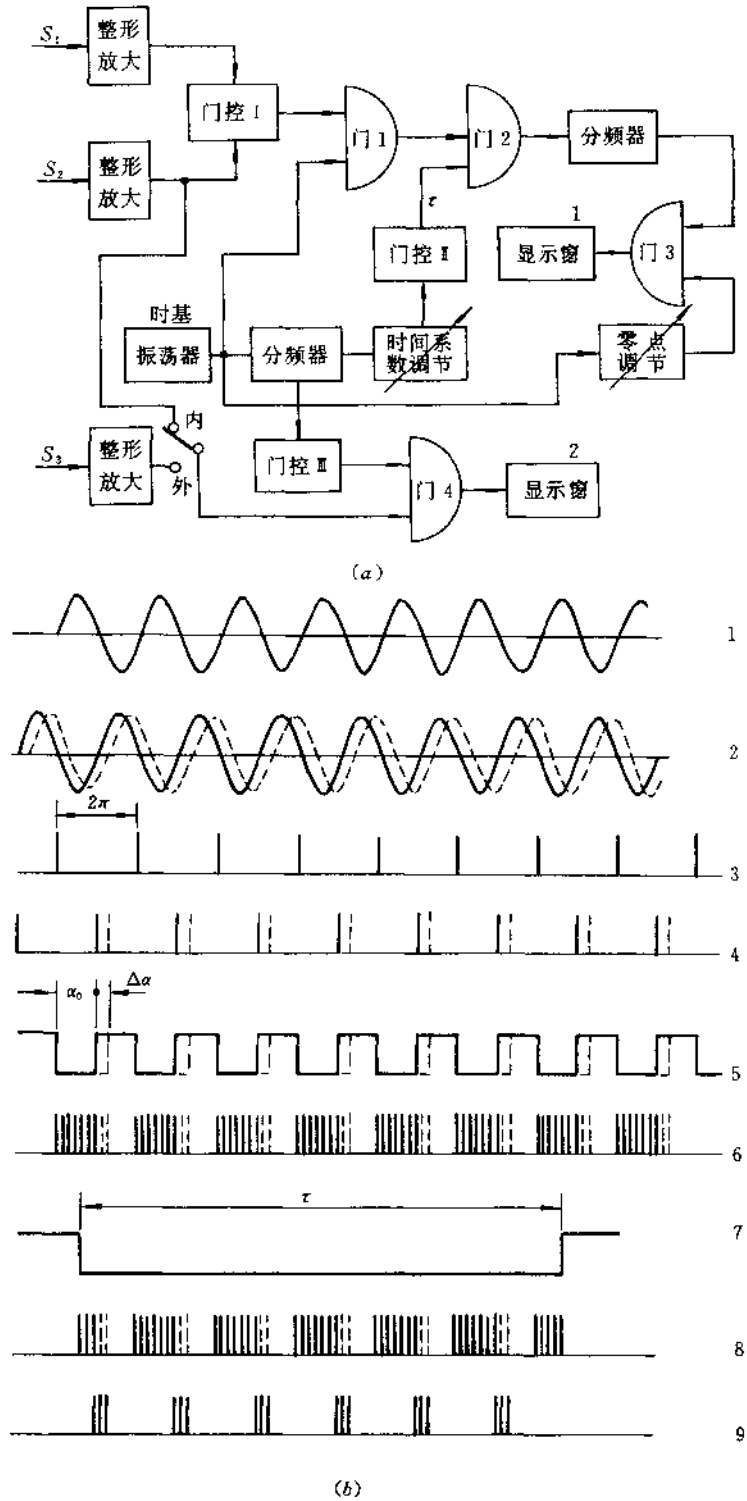 S₁
整形
放大
门控 Ⅰ
门 1
门 2
分频器
S₂
整形
放大
τ
门控 Ⅱ
1
显示窗
门 3
时基
振荡器
分频器
时间系
数调节
零点
调节
内
S₃
整形
放大
外
门控 Ⅲ
门 4
2
显示窗
(a)
1
2
2π
3
4
α₀
Δα
5
6
τ
7
8
9
(b)